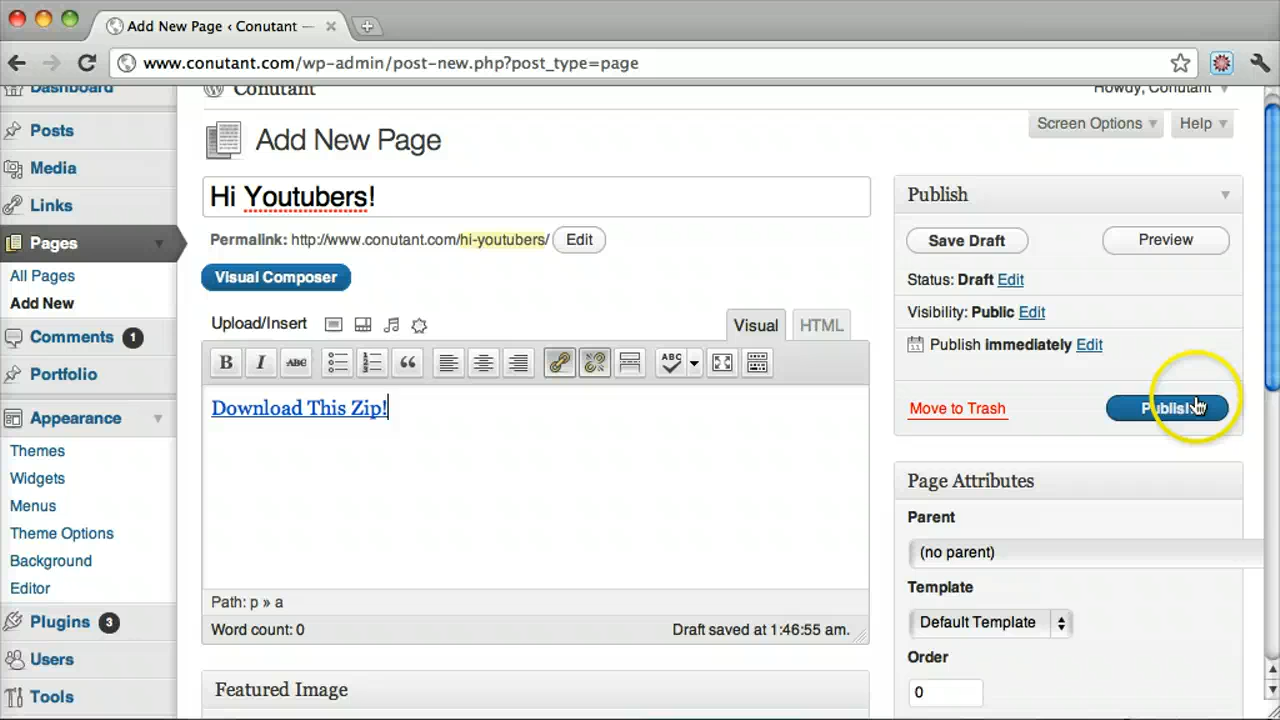 Add New Page ‹ Conutant —
www.conutant.com/wp-admin/post-new.php?post_type=page
Dashboard
Posts
Media
Links
Pages
All Pages
Add New
Comments 1
Portfolio
Appearance
Themes
Widgets
Menus
Theme Options
Background
Editor
Plugins 3
Users
Tools
Conutant
Howdy, Conutant
Screen Options
Help
Add New Page
Hi Youtubers!
Permalink: http://www.conutant.com/hi-youtubers/ Edit
Visual Composer
Upload/Insert
Visual
HTML
B I ABC ABC
Download This Zip!
Path: p » a
Word count: 0
Draft saved at 1:46:55 am.
Featured Image
Publish
Save Draft
Preview
Status: Draft Edit
Visibility: Public Edit
Publish immediately Edit
Move to Trash
Publish
Page Attributes
Parent
(no parent)
Template
Default Template
Order
0